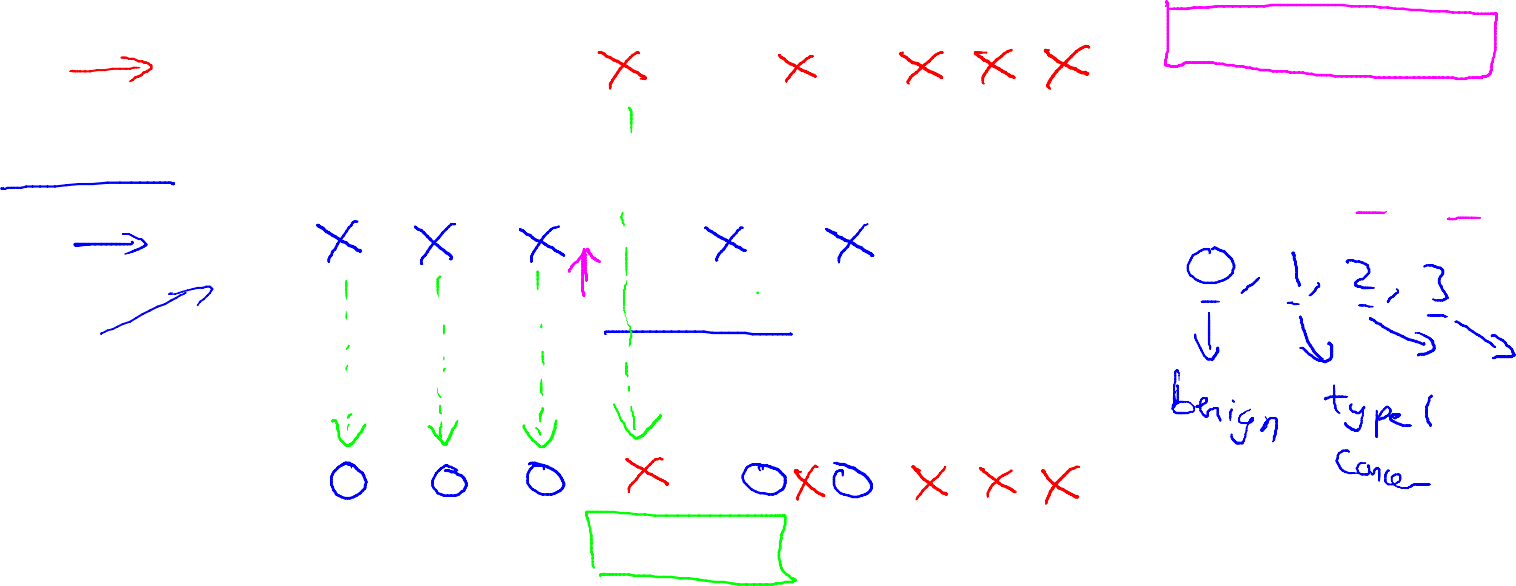 X X X X X
X X X X X
0, 1, 2, 3
benign
type 1
cancer
O O O X O X O X X X